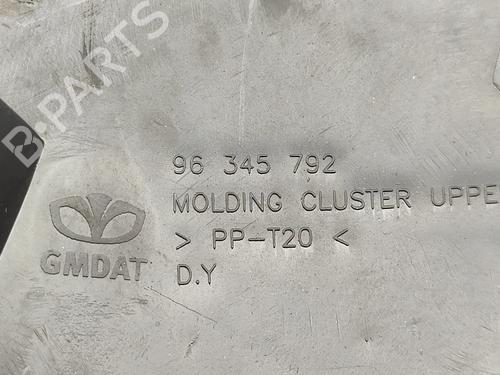 96 345 792
MOLDING CLUSTER UPPE
> PP-T20 <
D.Y
GMDAT
B-PARTS